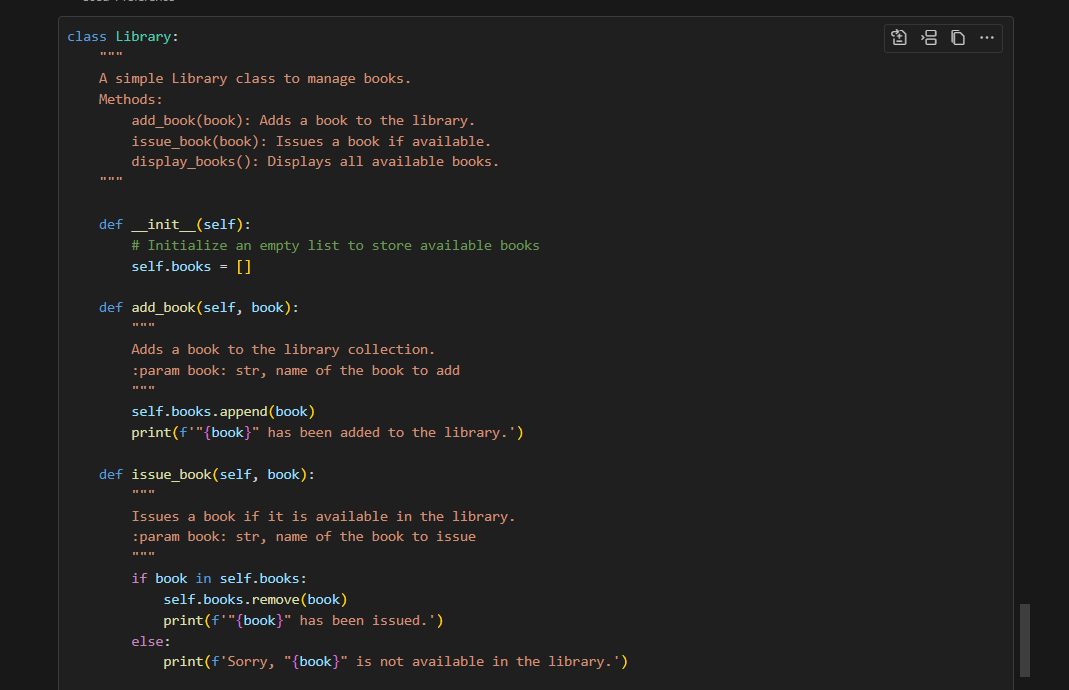 class Library:
    """
    A simple Library class to manage books.
    Methods:
        add_book(book): Adds a book to the library.
        issue_book(book): Issues a book if available.
        display_books(): Displays all available books.
    """

    def __init__(self):
        # Initialize an empty list to store available books
        self.books = []

    def add_book(self, book):
        """
        Adds a book to the library collection.
        :param book: str, name of the book to add
        """
        self.books.append(book)
        print(f'"{book}" has been added to the library.')

    def issue_book(self, book):
        """
        Issues a book if it is available in the library.
        :param book: str, name of the book to issue
        """
        if book in self.books:
            self.books.remove(book)
            print(f'"{book}" has been issued.')
        else:
            print(f'Sorry, "{book}" is not available in the library.')